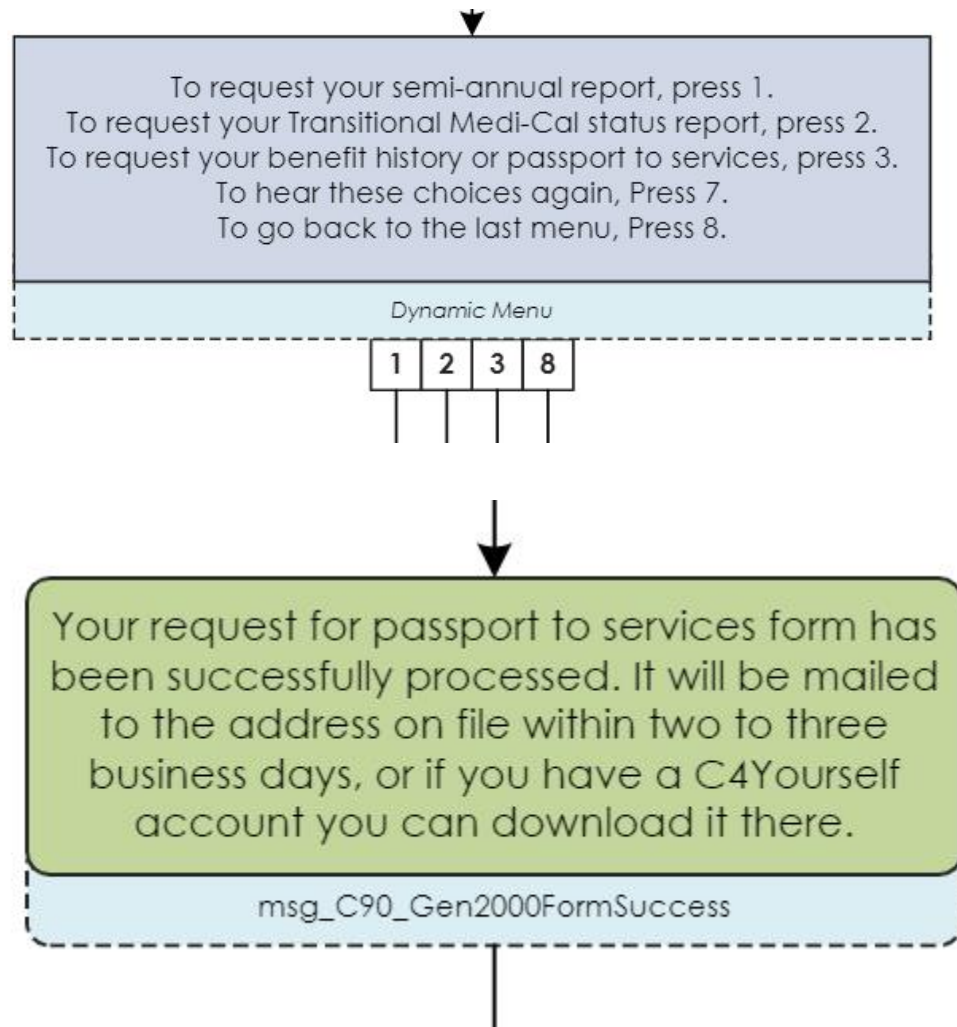 To request your semi-annual report, press 1.
To request your Transitional Medi-Cal status report, press 2.
To request your benefit history or passport to services, press 3.
To hear these choices again, Press 7.
To go back to the last menu, Press 8.
Dynamic Menu
1 2 3 8
Your request for passport to services form has
been successfully processed. It will be mailed
to the address on file within two to three
business days, or if you have a C4Yourself
account you can download it there.
msg_C90_Gen2000FormSuccess